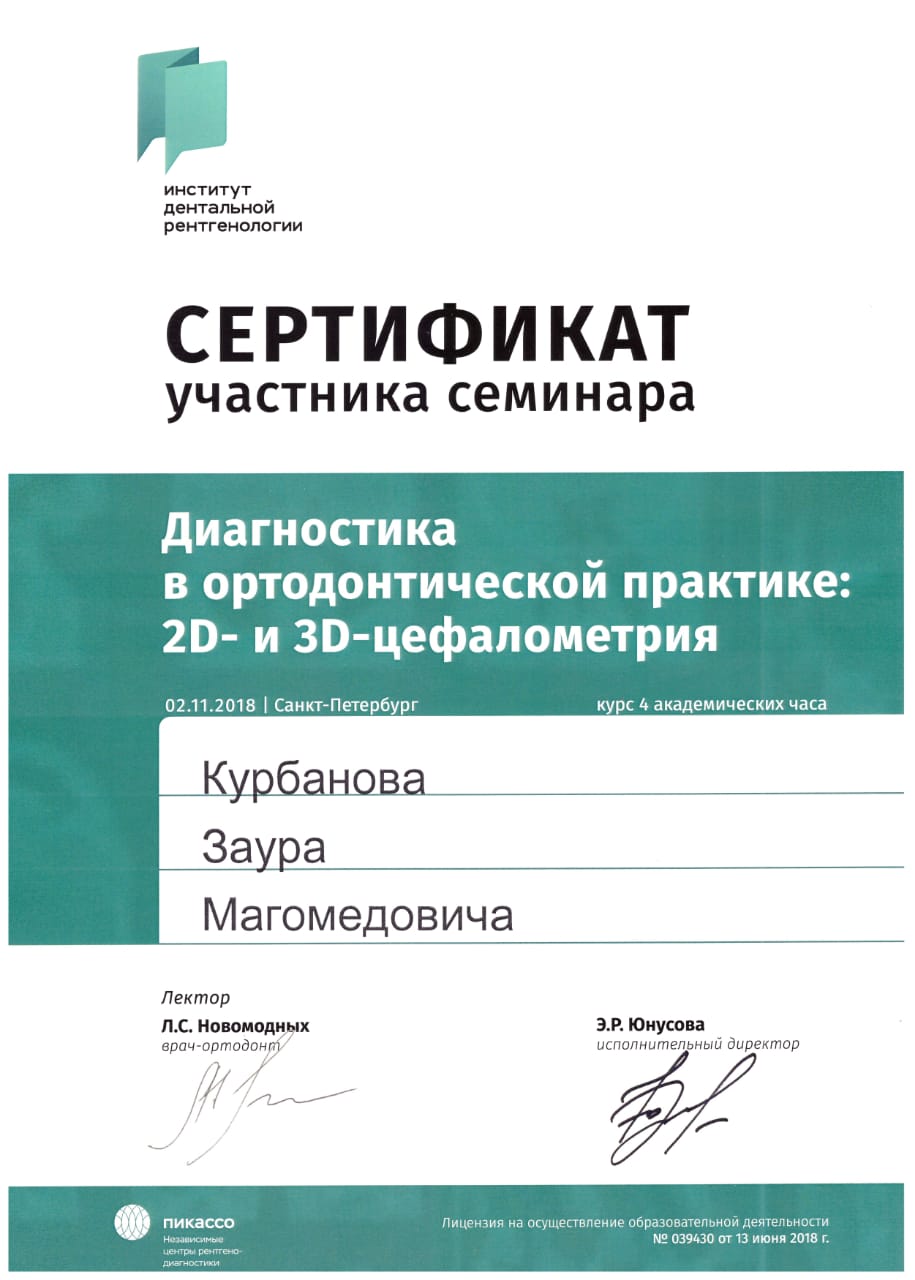 институт
дентальной
рентгенологии
СЕРТИФИКАТ
участника семинара
Диагностика
в ортодонтической практике:
2D- и 3D-цефалометрия
02.11.2018 | Санкт-Петербург
курс 4 академических часа
Курбанова
Заура
Магомедовича
Лектор
Л.С. Новомодных
врач-ортодонт
Э.Р. Юнусова
исполнительный директор
пикассо
Независимые
центры рентгено-
диагностики
Лицензия на осуществление образовательной деятельности
№ 039430 от 13 июня 2018 г.